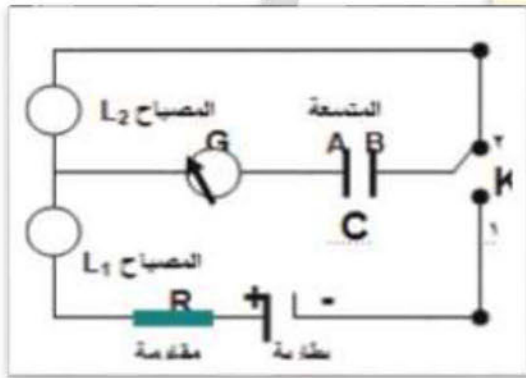 المصباح L₂
المتسعة
G
A B
٢
K
C
١
المصباح L₁
R
+ -
مقاومة
بطارية